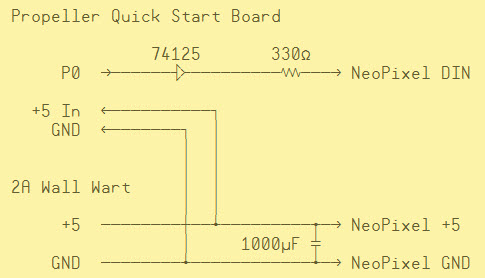 Propeller Quick Start Board
74125 330Ω
P0 NeoPixel DIN
+5 In
GND
2A Wall Wart
+5 NeoPixel +5
1000µF
GND NeoPixel GND